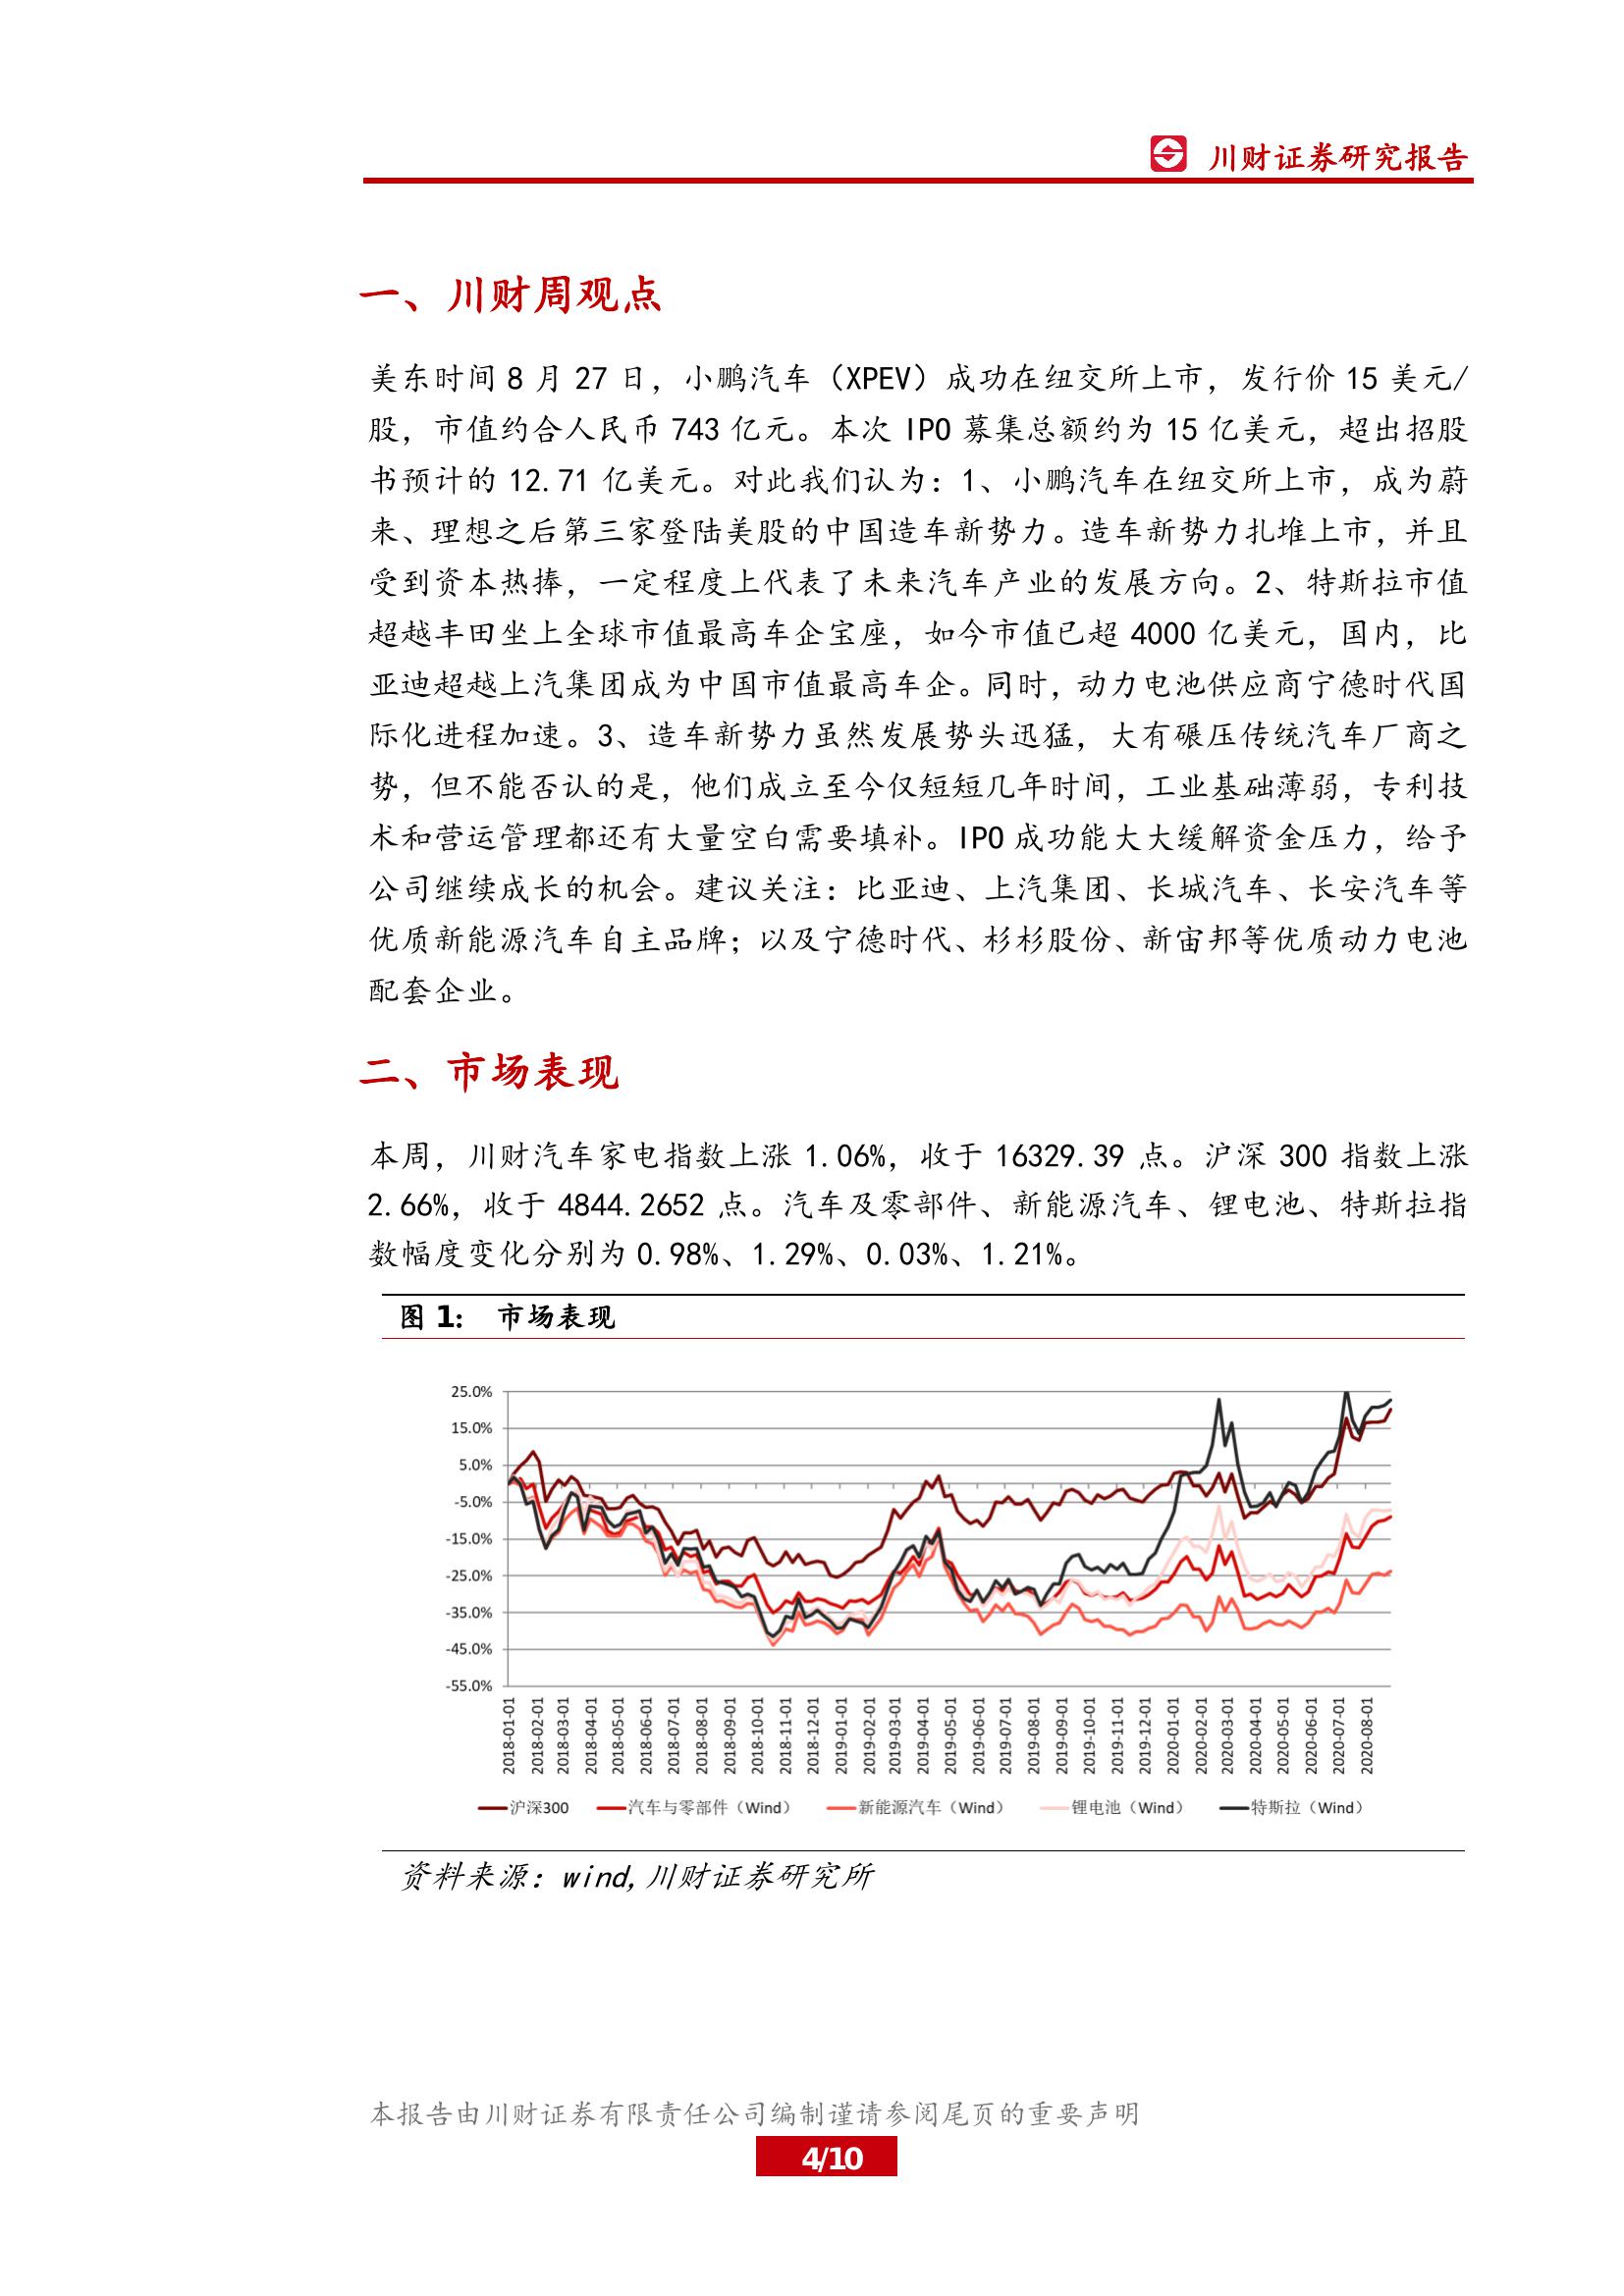 川财证券研究报告
一、川财周观点
美东时间 8 月 27 日，小鹏汽车（XPEV）成功在纽交所上市，发行价 15 美元/
股，市值约合人民币 743 亿元。本次 IPO 募集总额约为 15 亿美元，超出招股
书预计的 12.71 亿美元。对此我们认为：1、小鹏汽车在纽交所上市，成为蔚
来、理想之后第三家登陆美股的中国造车新势力。造车新势力扎堆上市，并且
受到资本热捧，一定程度上代表了未来汽车产业的发展方向。2、特斯拉市值
超越丰田坐上全球市值最高车企宝座，如今市值已超 4000 亿美元，国内，比
亚迪超越上汽集团成为中国市值最高车企。同时，动力电池供应商宁德时代国
际化进程加速。3、造车新势力虽然发展势头迅猛，大有碾压传统汽车厂商之
势，但不能否认的是，他们成立至今仅短短几年时间，工业基础薄弱，专利技
术和营运管理都还有大量空白需要填补。IPO 成功能大大缓解资金压力，给予
公司继续成长的机会。建议关注：比亚迪、上汽集团、长城汽车、长安汽车等
优质新能源汽车自主品牌；以及宁德时代、杉杉股份、新宙邦等优质动力电池
配套企业。
二、市场表现
本周，川财汽车家电指数上涨 1.06%，收于 16329.39 点。沪深 300 指数上涨
2.66%，收于 4844.2652 点。汽车及零部件、新能源汽车、锂电池、特斯拉指
数幅度变化分别为 0.98%、1.29%、0.03%、1.21%。
图 1： 市场表现
25.0%
15.0%
5.0%
-5.0%
-15.0%
-25.0%
-35.0%
-45.0%
-55.0%
2018-01-01
2018-02-01
2018-03-01
2018-04-01
2018-05-01
2018-06-01
2018-07-01
2018-08-01
2018-09-01
2018-10-01
2018-11-01
2018-12-01
2019-01-01
2019-02-01
2019-03-01
2019-04-01
2019-05-01
2019-06-01
2019-07-01
2019-08-01
2019-09-01
2019-10-01
2019-11-01
2019-12-01
2020-01-01
2020-02-01
2020-03-01
2020-04-01
2020-05-01
2020-06-01
2020-07-01
2020-08-01
沪深300 汽车与零部件（Wind） 新能源汽车（Wind） 锂电池（Wind） 特斯拉（Wind）
资料来源：wind,川财证券研究所
本报告由川财证券有限责任公司编制谨请参阅尾页的重要声明
4/10